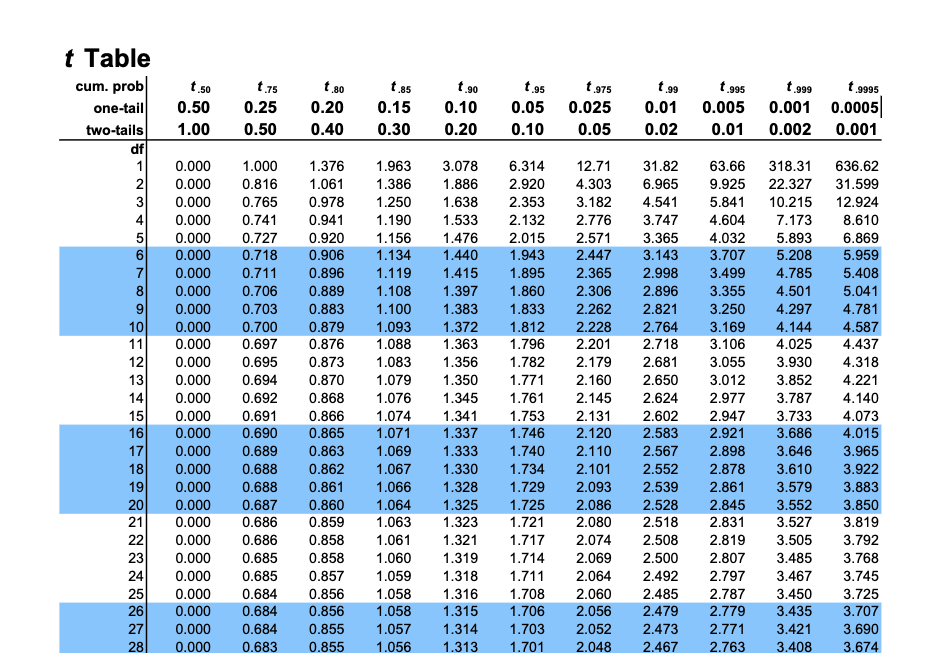 t Table
cum. prob t.50 t.75 t.80 t.85 t.90 t.95 t.975 t.99 t.995 t.999 t.9995
one-tail 0.50 0.25 0.20 0.15 0.10 0.05 0.025 0.01 0.005 0.001 0.0005
two-tails 1.00 0.50 0.40 0.30 0.20 0.10 0.05 0.02 0.01 0.002 0.001
df
1 0.000 1.000 1.376 1.963 3.078 6.314 12.71 31.82 63.66 318.31 636.62
2 0.000 0.816 1.061 1.386 1.886 2.920 4.303 6.965 9.925 22.327 31.599
3 0.000 0.765 0.978 1.250 1.638 2.353 3.182 4.541 5.841 10.215 12.924
4 0.000 0.741 0.941 1.190 1.533 2.132 2.776 3.747 4.604 7.173 8.610
5 0.000 0.727 0.920 1.156 1.476 2.015 2.571 3.365 4.032 5.893 6.869
6 0.000 0.718 0.906 1.134 1.440 1.943 2.447 3.143 3.707 5.208 5.959
7 0.000 0.711 0.896 1.119 1.415 1.895 2.365 2.998 3.499 4.785 5.408
8 0.000 0.706 0.889 1.108 1.397 1.860 2.306 2.896 3.355 4.501 5.041
9 0.000 0.703 0.883 1.100 1.383 1.833 2.262 2.821 3.250 4.297 4.781
10 0.000 0.700 0.879 1.093 1.372 1.812 2.228 2.764 3.169 4.144 4.587
11 0.000 0.697 0.876 1.088 1.363 1.796 2.201 2.718 3.106 4.025 4.437
12 0.000 0.695 0.873 1.083 1.356 1.782 2.179 2.681 3.055 3.930 4.318
13 0.000 0.694 0.870 1.079 1.350 1.771 2.160 2.650 3.012 3.852 4.221
14 0.000 0.692 0.868 1.076 1.345 1.761 2.145 2.624 2.977 3.787 4.140
15 0.000 0.691 0.866 1.074 1.341 1.753 2.131 2.602 2.947 3.733 4.073
16 0.000 0.690 0.865 1.071 1.337 1.746 2.120 2.583 2.921 3.686 4.015
17 0.000 0.689 0.863 1.069 1.333 1.740 2.110 2.567 2.898 3.646 3.965
18 0.000 0.688 0.862 1.067 1.330 1.734 2.101 2.552 2.878 3.610 3.922
19 0.000 0.688 0.861 1.066 1.328 1.729 2.093 2.539 2.861 3.579 3.883
20 0.000 0.687 0.860 1.064 1.325 1.725 2.086 2.528 2.845 3.552 3.850
21 0.000 0.686 0.859 1.063 1.323 1.721 2.080 2.518 2.831 3.527 3.819
22 0.000 0.686 0.858 1.061 1.321 1.717 2.074 2.508 2.819 3.505 3.792
23 0.000 0.685 0.858 1.060 1.319 1.714 2.069 2.500 2.807 3.485 3.768
24 0.000 0.685 0.857 1.059 1.318 1.711 2.064 2.492 2.797 3.467 3.745
25 0.000 0.684 0.856 1.058 1.316 1.708 2.060 2.485 2.787 3.450 3.725
26 0.000 0.684 0.856 1.058 1.315 1.706 2.056 2.479 2.779 3.435 3.707
27 0.000 0.684 0.855 1.057 1.314 1.703 2.052 2.473 2.771 3.421 3.690
28 0.000 0.683 0.855 1.056 1.313 1.701 2.048 2.467 2.763 3.408 3.674